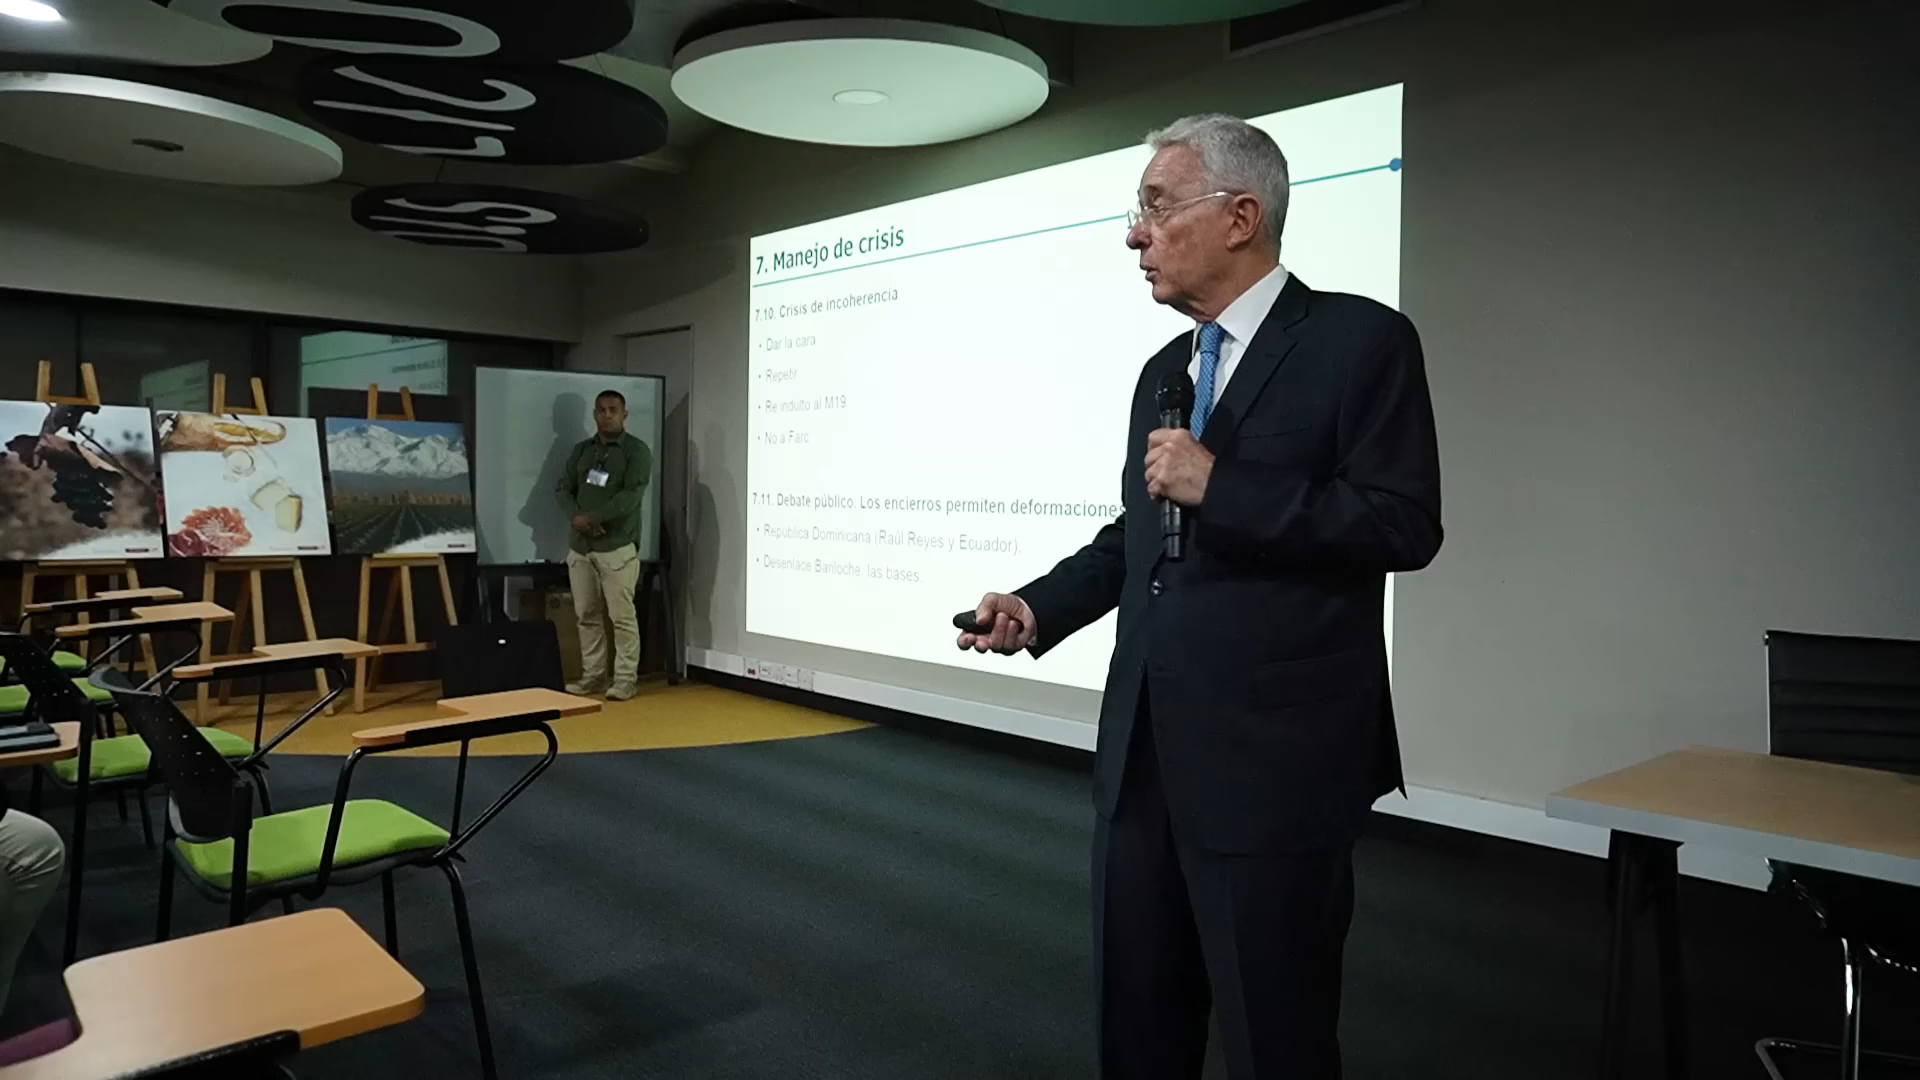 7. Manejo de crisis
7.10. Crisis de incoherencia
• Dar la cara
• Repetir
• Re indulto al M19
• No a Farc
7.11. Debate público. Los encierros permiten deformaciones
• República Dominicana (Raúl Reyes y Ecuador).
• Desenlace Bariloche: las bases.